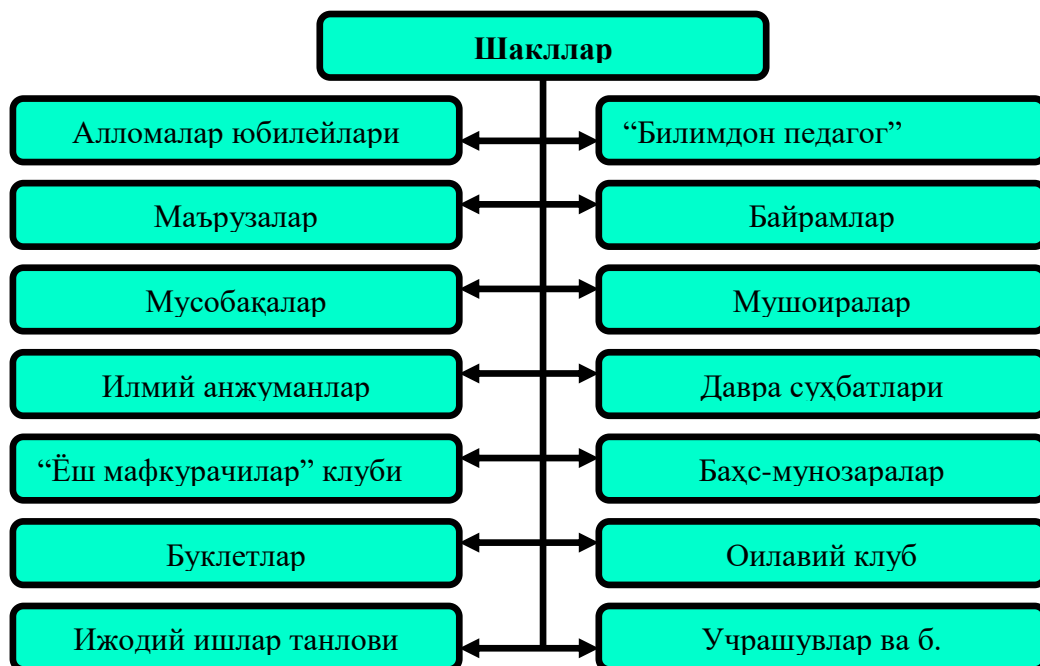 Шакллар
Алломалар юбилейлари
“Билимдон педагог”
Маърузалар
Байрамлар
Мусобақалар
Мушоиралар
Илмий анжуманлар
Давра суҳбатлари
“Ёш мафкурачилар” клуби
Баҳс-мунозаралар
Буклетлар
Оилавий клуб
Ижодий ишлар танлови
Учрашувлар ва б.